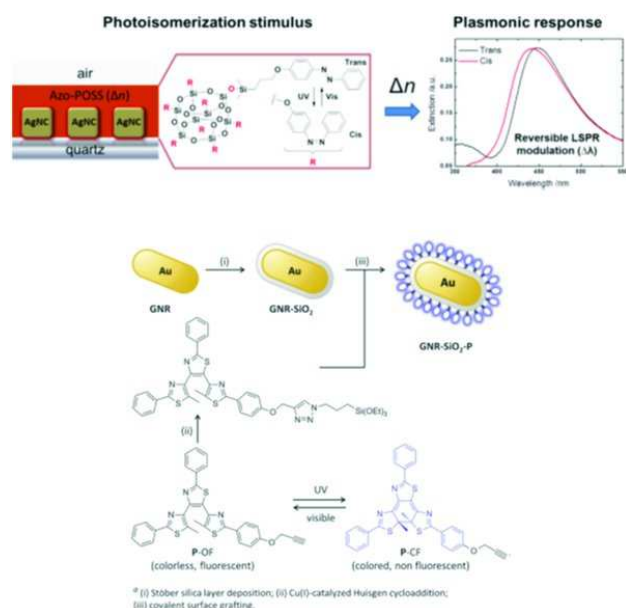 Photoisomerization stimulus
Plasmonic response
air
Azo-POSS (Δn)
AgNC AgNC AgNC
quartz
Trans
UV Vis
Cis
R
Δn
Trans
Cis
Extinction /a.u.
Reversible LSPR
modulation (Δλ)
Wavelength /nm
(i) (iii)
Au Au Au
GNR GNR-SiO2
GNR-SiO2-P
Si(OEt)3
(ii)
UV
visible
P-OF
(colorless, fluorescent)
P-CF
(colored, non fluorescent)
a (i) Stöber silica layer deposition; (ii) Cu(I)-catalyzed Huisgen cycloaddition;
(iii) covalent surface grafting.